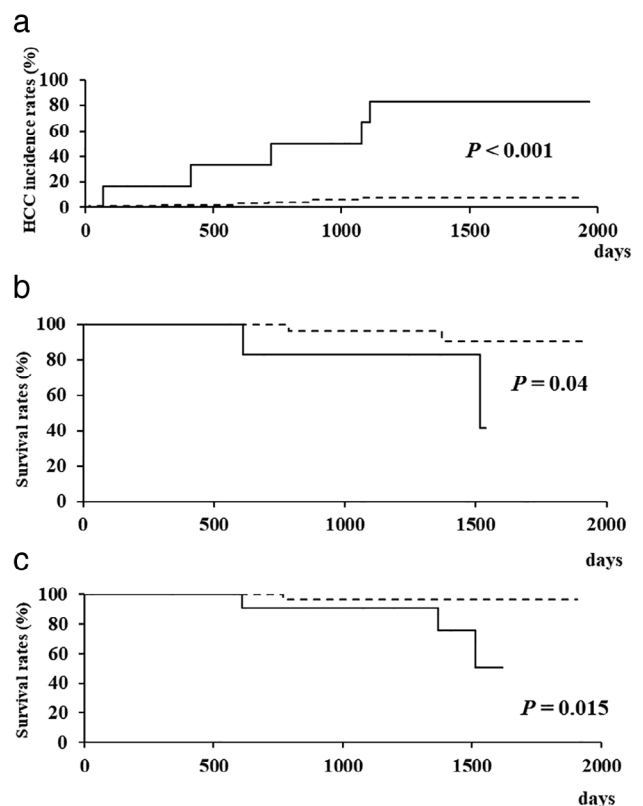 a
HCC incidence rates (%)
100
80
60
40
20
0
P < 0.001
0 500 1000 1500 2000
days
b
Survival rates (%)
100
80
60
40
20
0
P = 0.04
0 500 1000 1500 2000
days
c
Survival rates (%)
100
80
60
40
20
0
P = 0.015
0 500 1000 1500 2000
days